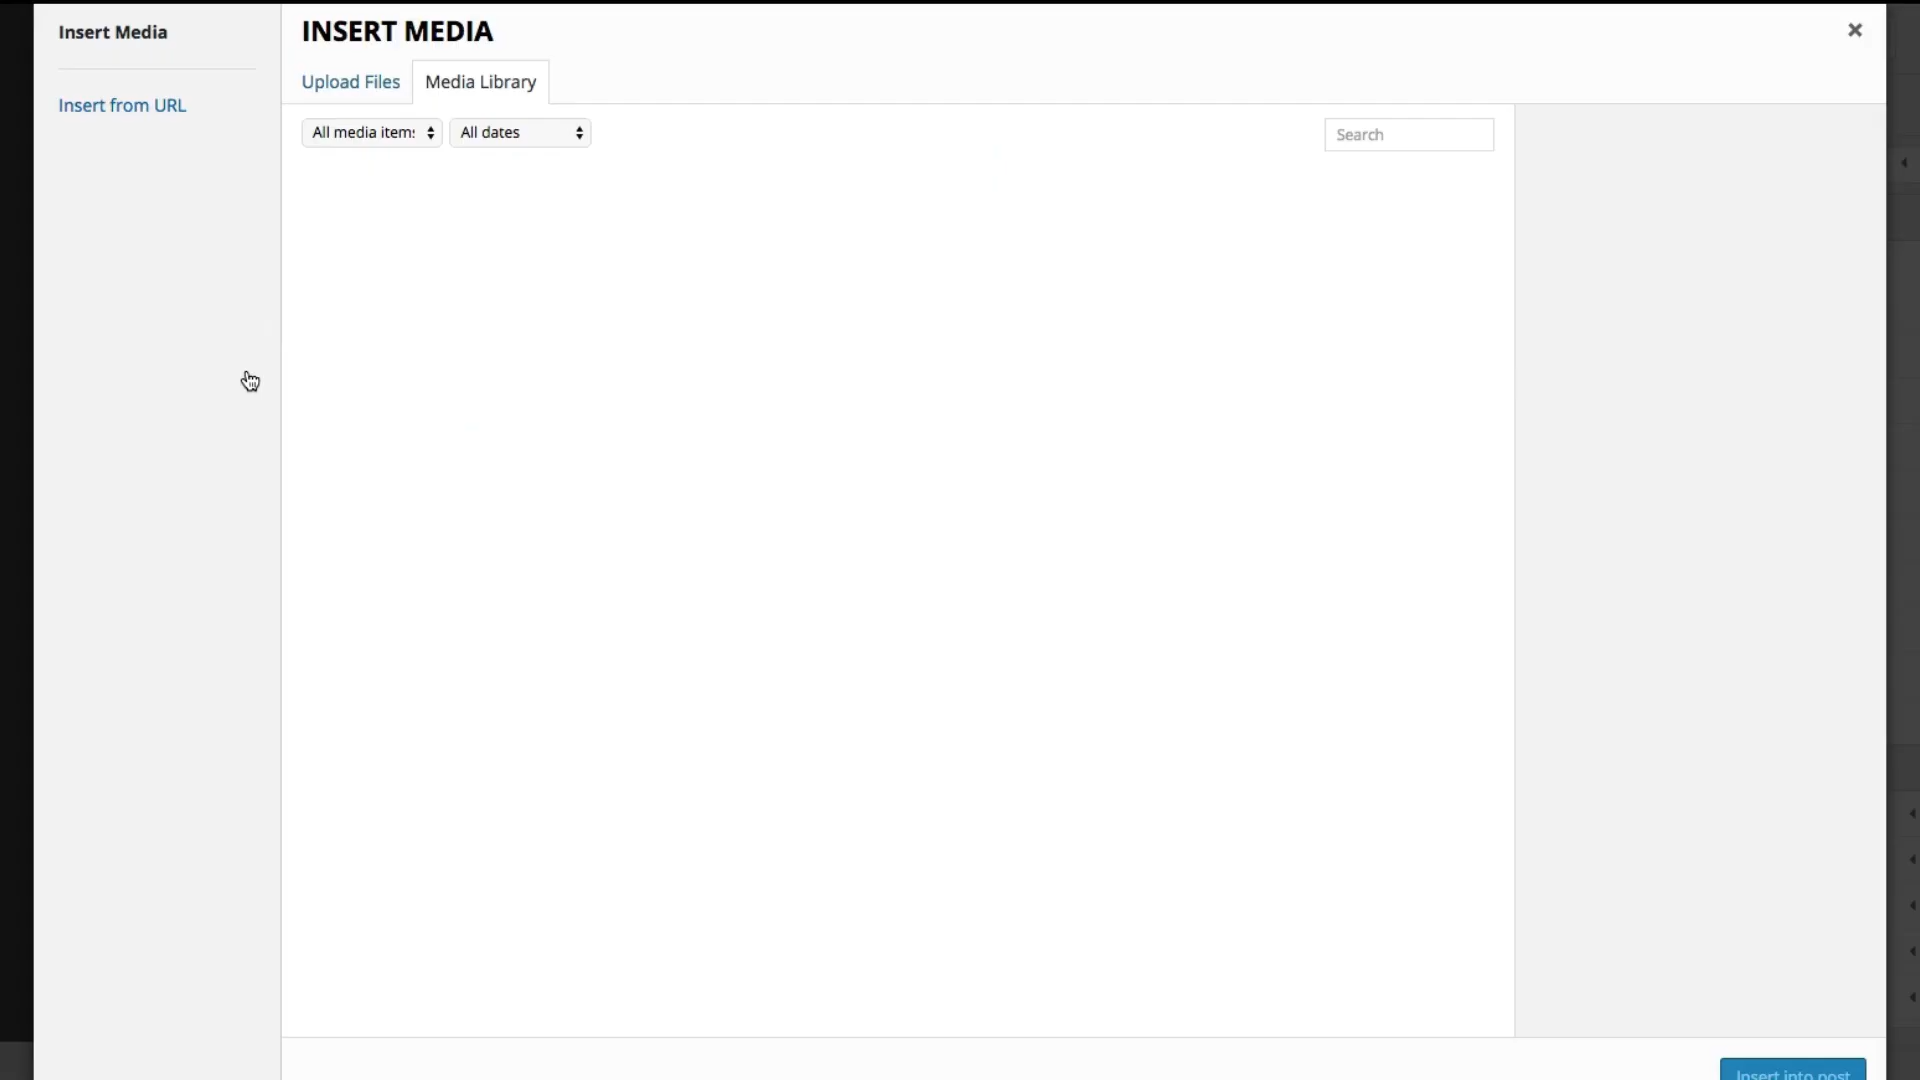 Insert Media
INSERT MEDIA
Upload Files
Media Library
Insert from URL
All media item
All dates
Search
Insert into post